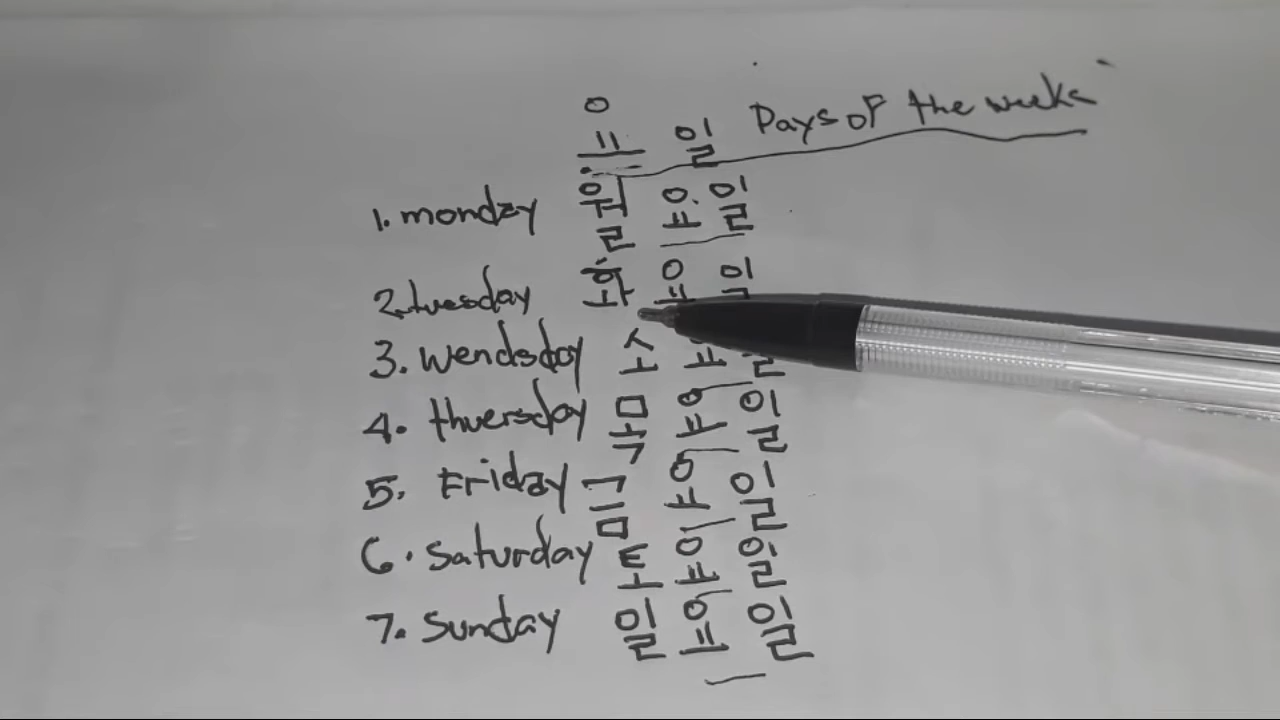 요일 Days of the weeks
1. monday 월요일
2. tuesday 화요일
3. wendsday 소요일
4. thuersday 목요일
5. Friday 금요일
6. saturday 토요일
7. sunday 일요일